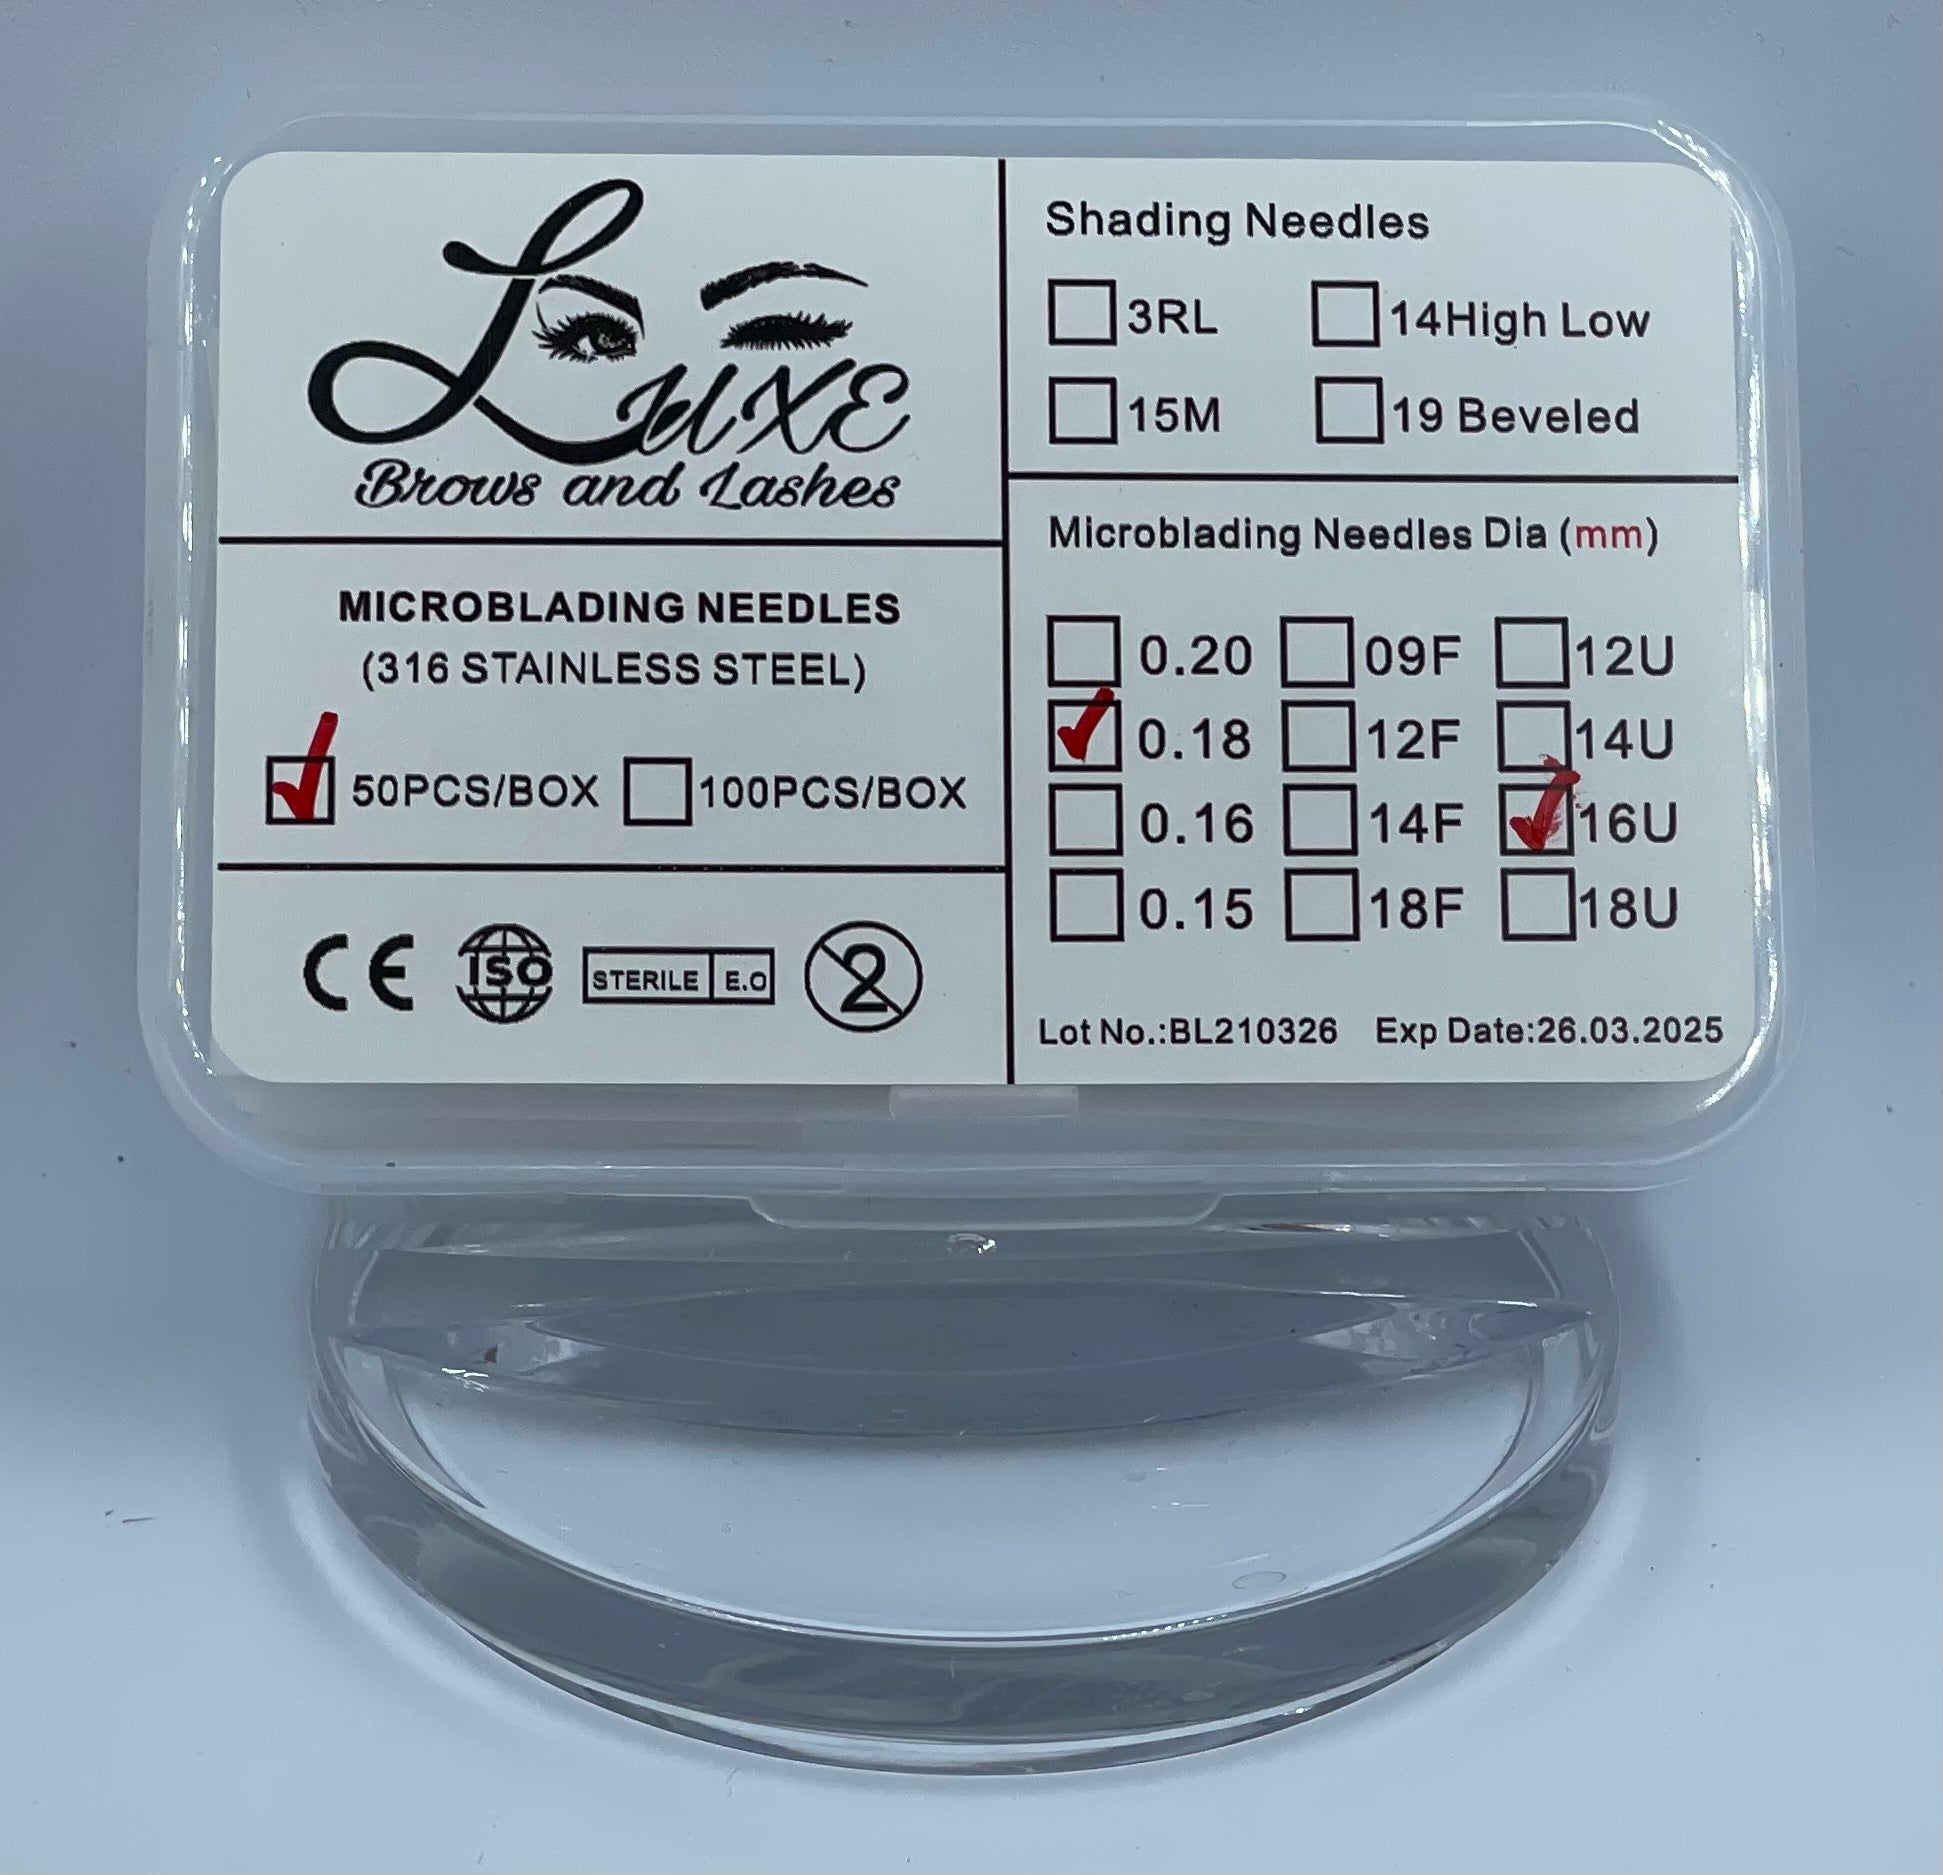 Luxe
Brows and Lashes
MICROBLADING NEEDLES
(316 STAINLESS STEEL)
50PCS/BOX 100PCS/BOX
CE ISO STERILE E.O 2
Shading Needles
3RL 14High Low
15M 19 Beveled
Microblading Needles Dia (mm)
0.20 09F 12U
0.18 12F 14U
0.16 14F 16U
0.15 18F 18U
Lot No.:BL210326 Exp Date:26.03.2025